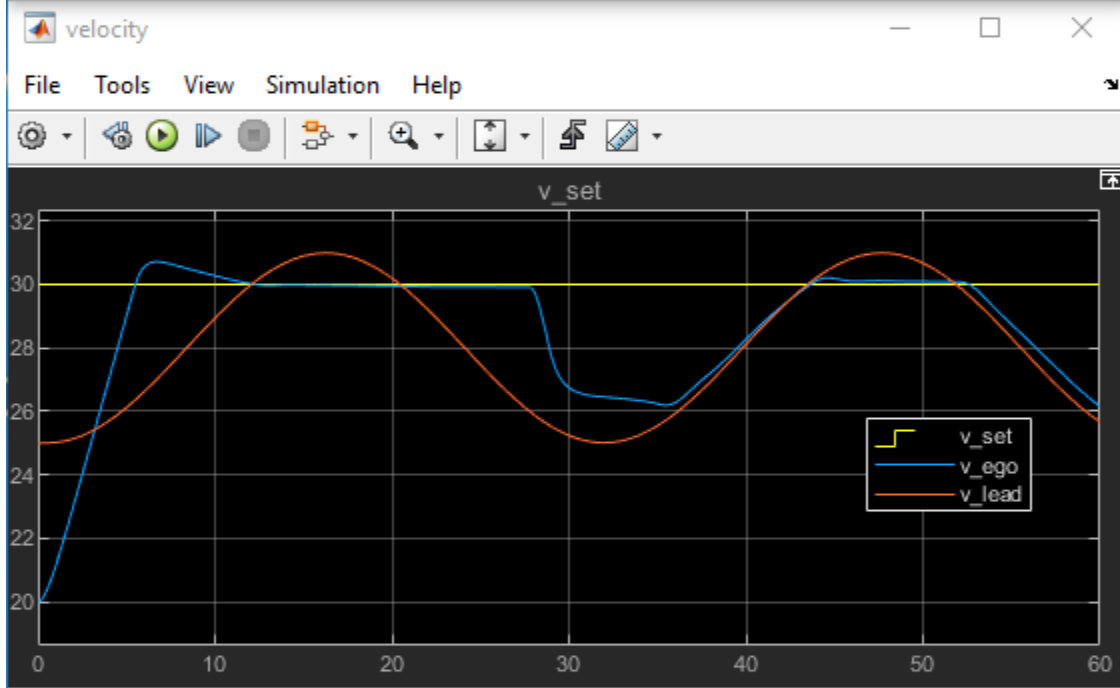 velocity
File Tools View Simulation Help
v_set
32
30
28
26
24
22
20
v_set
v_ego
v_lead
0 10 20 30 40 50 60